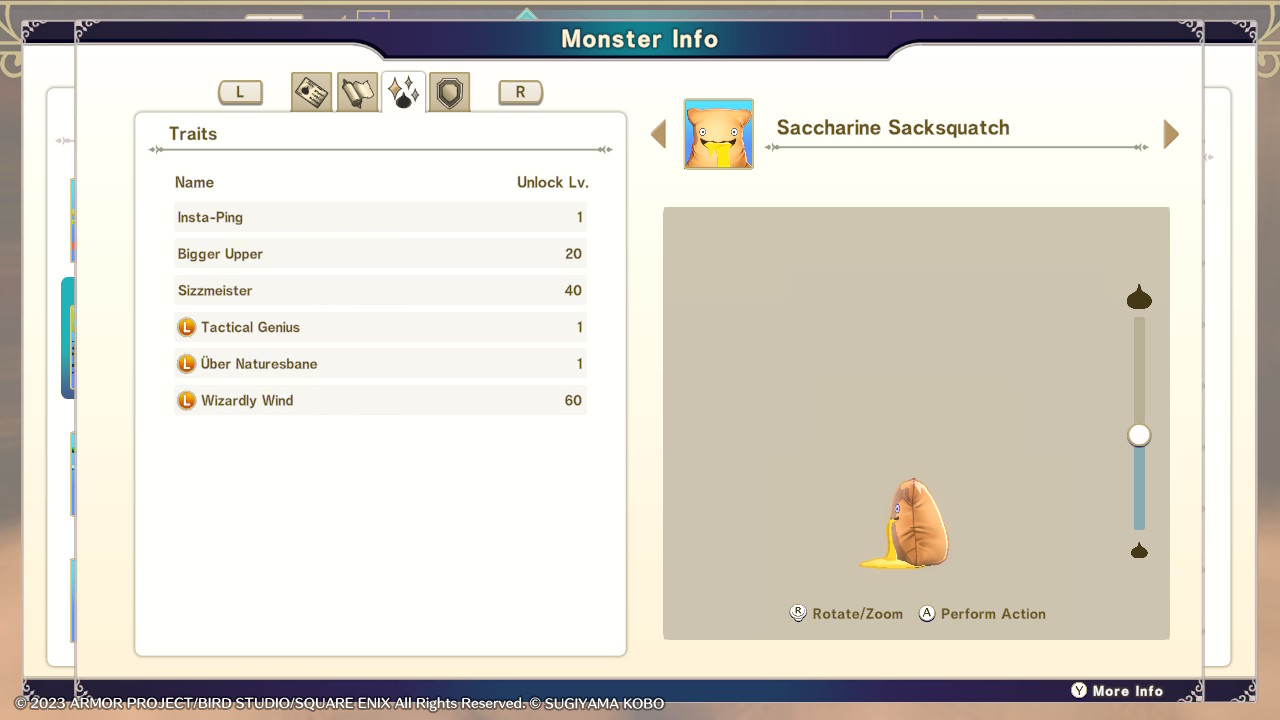 Monster Info
L
R
Traits
Name Unlock Lv.
Insta-Ping 1
Bigger Upper 20
Sizzmeister 40
L Tactical Genius 1
L Über Naturesbane 1
L Wizardly Wind 60
Saccharine Sacksquatch
R Rotate/Zoom A Perform Action
Y More Info
© 2023 ARMOR PROJECT/BIRD STUDIO/SQUARE ENIX All Rights Reserved. © SUGIYAMA KOBO